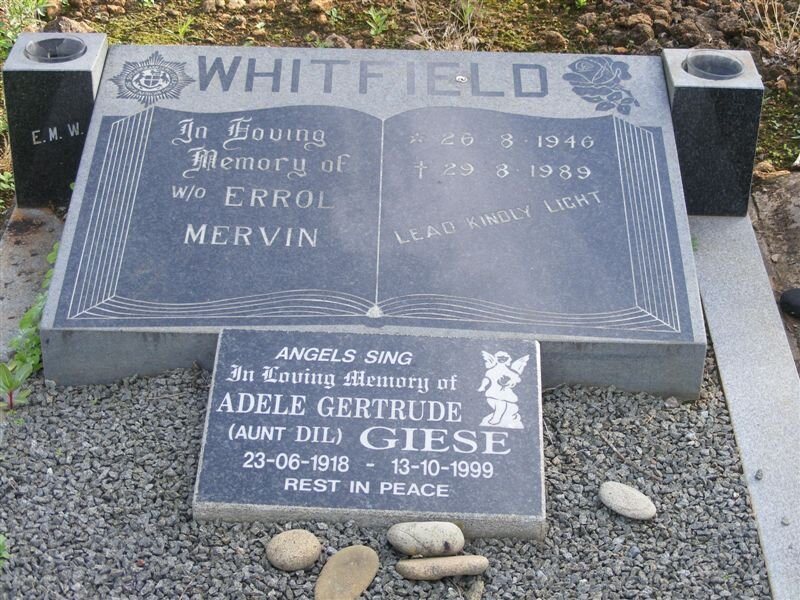 WHITFIELD
E.M.W.
In Loving
Memory of
W/O ERROL
MERVIN
☆ 26·8·1946
† 29·8·1989
LEAD KINDLY LIGHT
ANGELS SING
In Loving Memory of
ADELE GERTRUDE
(AUNT DIL) GIESE
23-06-1918 - 13-10-1999
REST IN PEACE